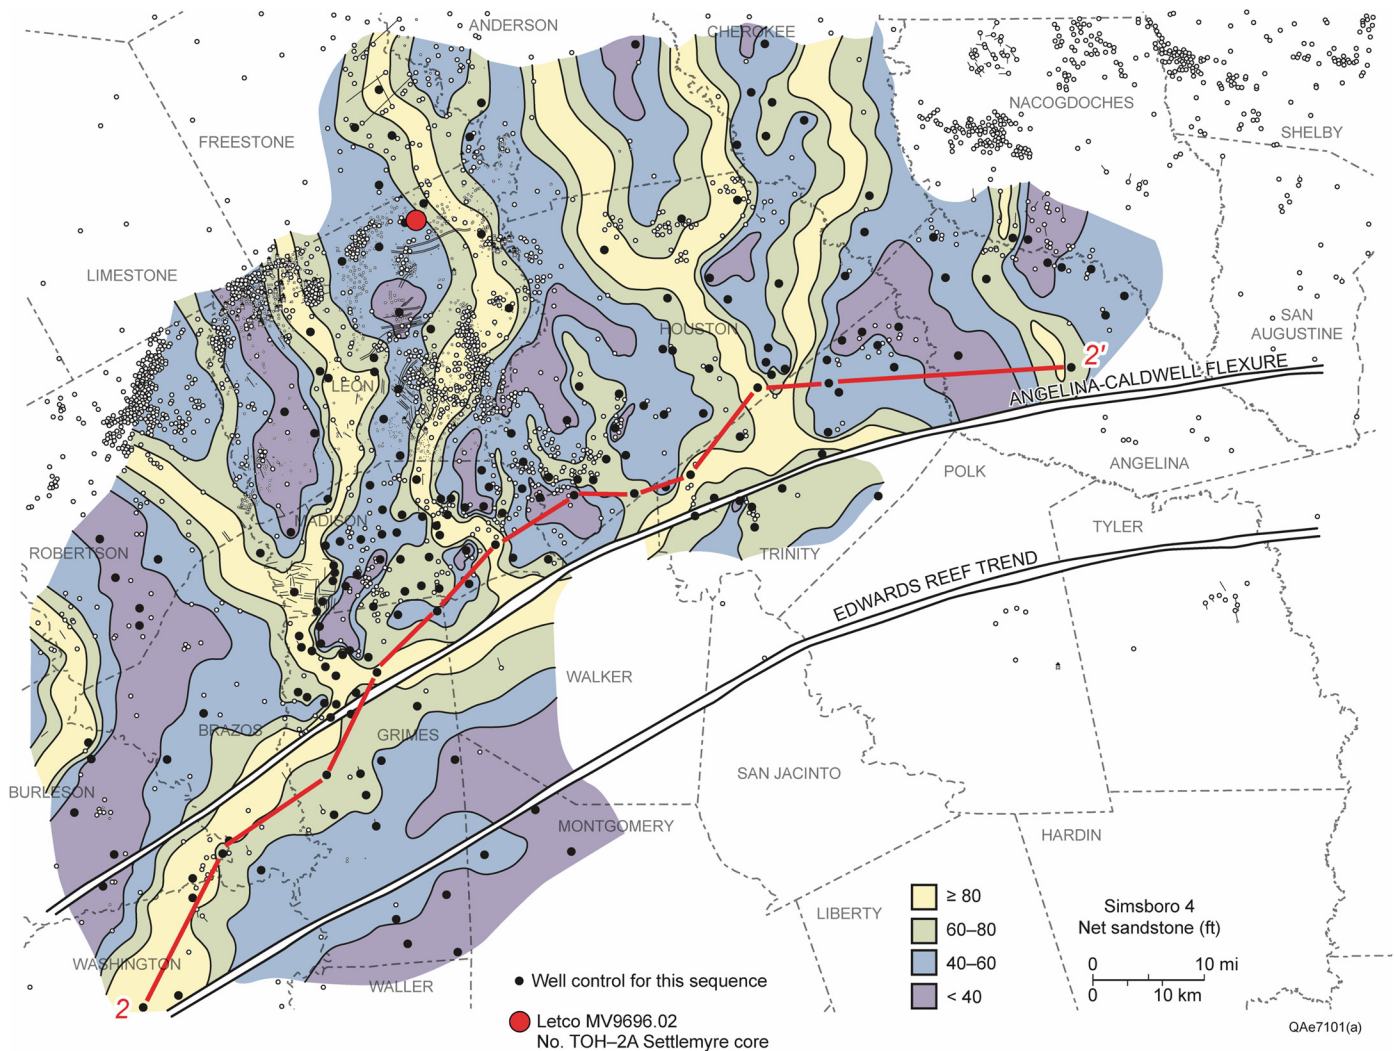 ANDERSON
CHEROKEE
NACOGDOCHES
SHELBY
FREESTONE
LIMESTONE
SAN
AUGUSTINE
HOUSTON
2′
ANGELINA-CALDWELL FLEXURE
LEON
POLK
ANGELINA
MADISON
TYLER
ROBERTSON
TRINITY
EDWARDS REEF TREND
WALKER
BRAZOS
GRIMES
SAN JACINTO
BURLESON
MONTGOMERY
HARDIN
LIBERTY
WASHINGTON
WALLER
2
≥ 80
60–80
40–60
< 40
Simsboro 4
Net sandstone (ft)
0 10 mi
0 10 km
Well control for this sequence
Letco MV9696.02
No. TOH–2A Settlemyre core
QAe7101(a)